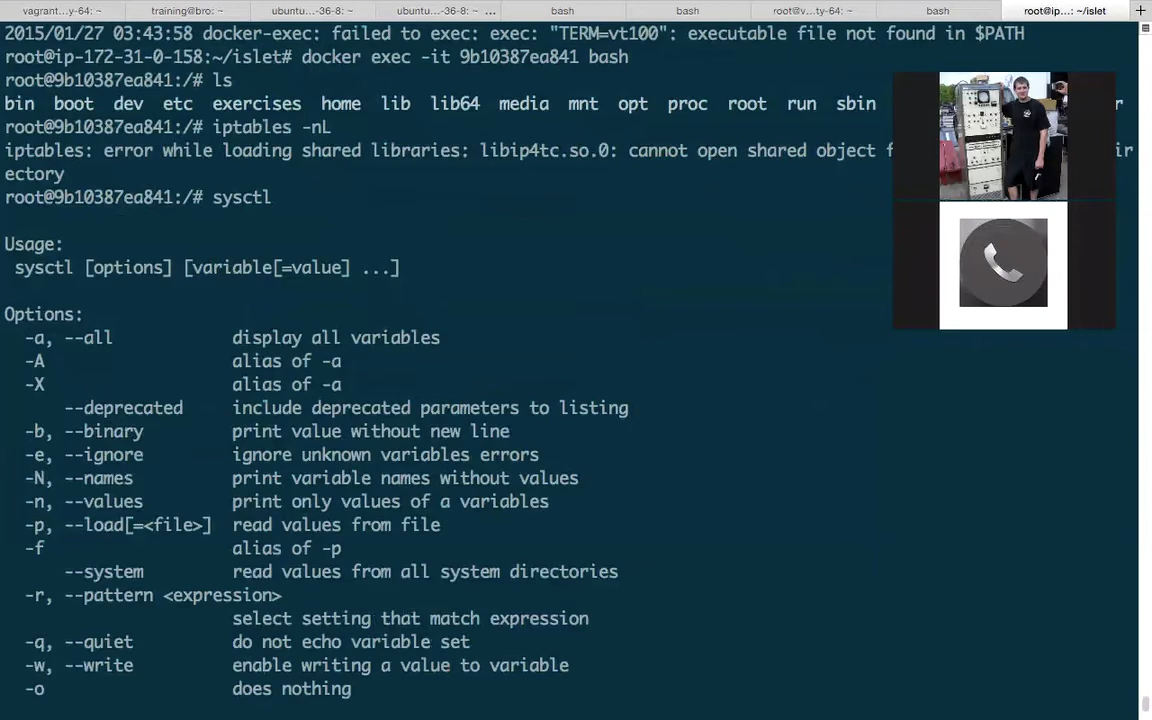 vagrant...y-64: ~
training@bro: ~
ubuntu...-36-8: ~
ubuntu...-36-8: ~ ...
bash
bash
root@v...ty-64: ~
bash
root@ip...: ~/islet
2015/01/27 03:43:58 docker-exec: failed to exec: exec: "TERM=vt100": executable file not found in $PATH
root@ip-172-31-0-158:~/islet# docker exec -it 9b10387ea841 bash
root@9b10387ea841:/# ls
bin boot dev etc exercises home lib lib64 media mnt opt proc root run sbin r
root@9b10387ea841:/# iptables -nL
iptables: error while loading shared libraries: libip4tc.so.0: cannot open shared object f ir
ectory
root@9b10387ea841:/# sysctl
Usage:
sysctl [options] [variable[=value] ...]
Options:
-a, --all display all variables
-A alias of -a
-X alias of -a
--deprecated include deprecated parameters to listing
-b, --binary print value without new line
-e, --ignore ignore unknown variables errors
-N, --names print variable names without values
-n, --values print only values of a variables
-p, --load[=<file>] read values from file
-f alias of -p
--system read values from all system directories
-r, --pattern <expression>
select setting that match expression
-q, --quiet do not echo variable set
-w, --write enable writing a value to variable
-o does nothing